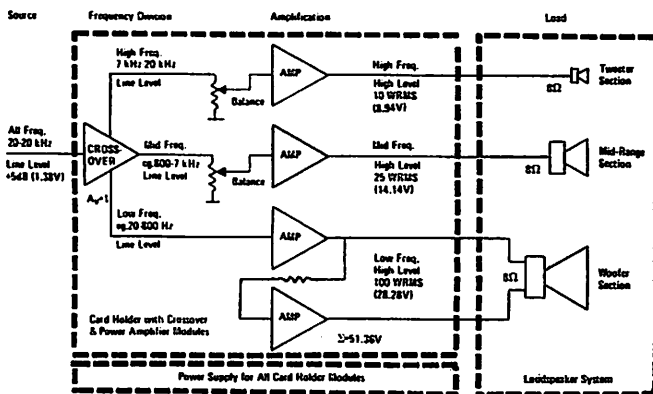 Source
Frequency Division
Amplification
Load
High Freq.
7 kHz 20 kHz
Line Level
Balance
AMP
High Freq.
High Level
10 WRMS
(8.94V)
8Ω
Tweeter
Section
All Freq.
20-20 kHz
Line Level
+5dB (1.38V)
CROSS-
OVER
Av=1
Mid Freq.
eg.800-7 kHz
Line Level
Balance
AMP
Mid Freq.
High Level
25 WRMS
(14.14V)
8Ω
Mid-Range
Section
Low Freq.
eg.20-800 Hz
Line Level
AMP
AMP
Low Freq.
High Level
100 WRMS
(28.28V)
8Ω
Woofer
Section
Card Holder with Crossover
& Power Amplifier Modules
Σ=51.36V
Power Supply for All Card Holder Modules
Loudspeaker System